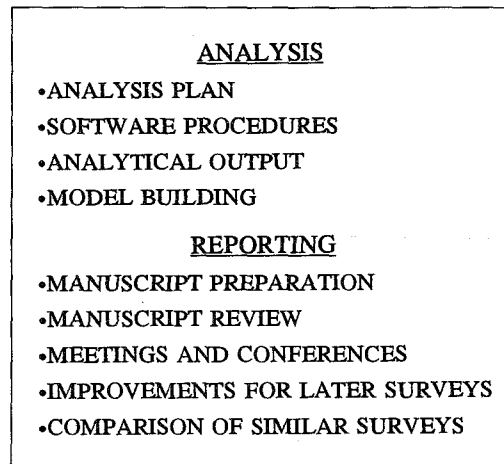 ANALYSIS
•ANALYSIS PLAN
•SOFTWARE PROCEDURES
•ANALYTICAL OUTPUT
•MODEL BUILDING
REPORTING
•MANUSCRIPT PREPARATION
•MANUSCRIPT REVIEW
•MEETINGS AND CONFERENCES
•IMPROVEMENTS FOR LATER SURVEYS
•COMPARISON OF SIMILAR SURVEYS